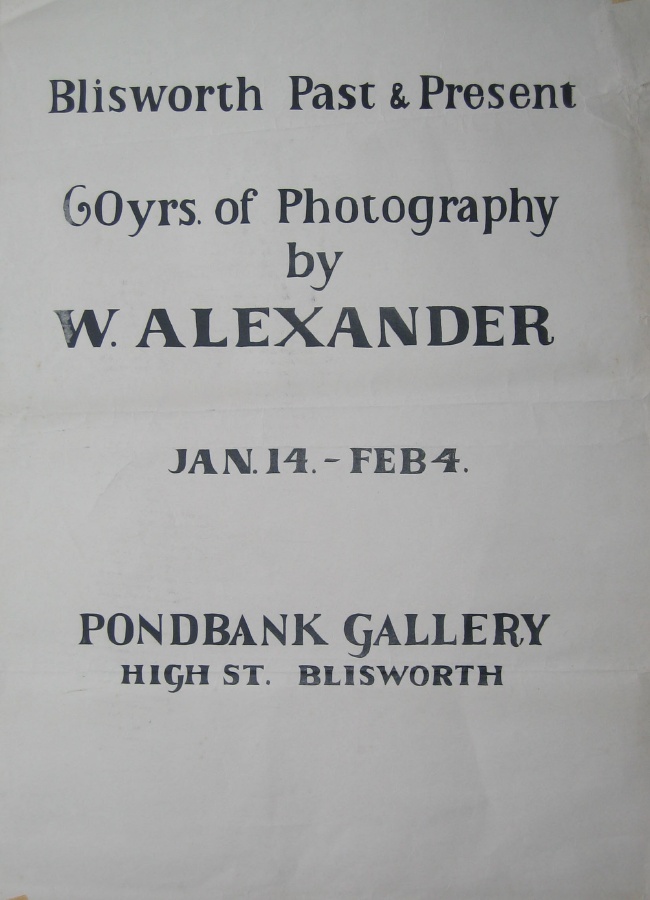 Blisworth Past & Present
60yrs. of Photography
by
W. ALEXANDER
JAN. 14. - FEB 4.
PONDBANK GALLERY
HIGH ST. BLISWORTH